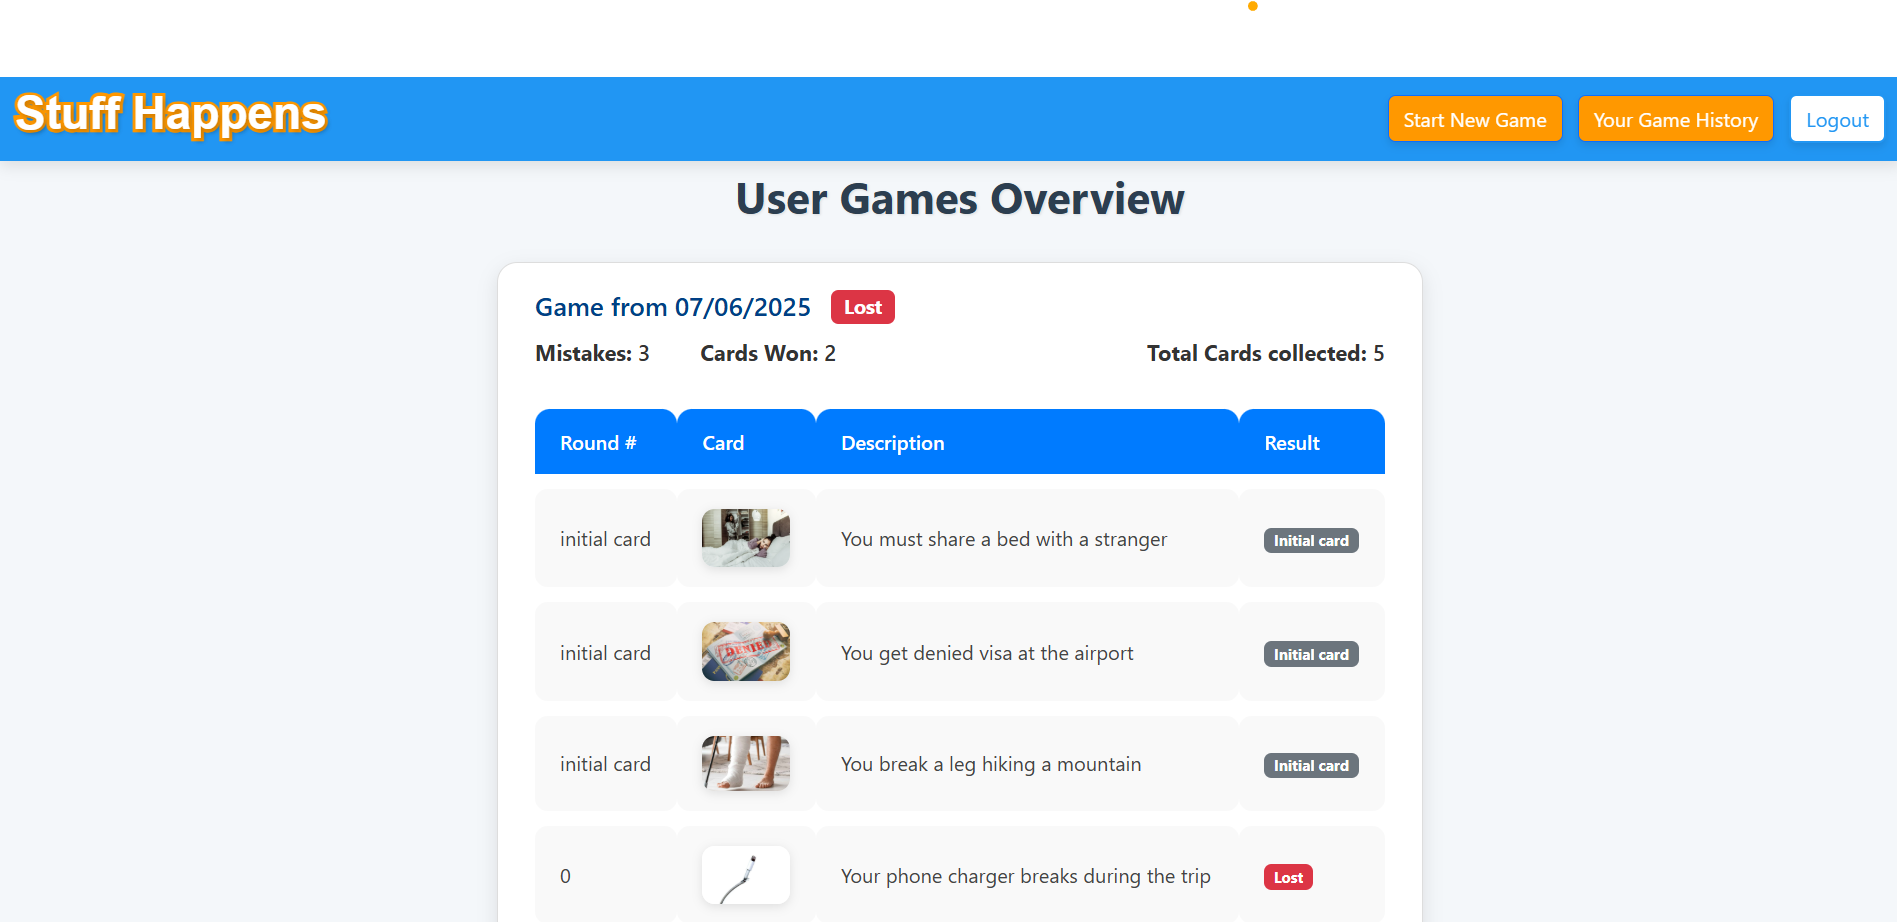 Stuff Happens
Start New Game
Your Game History
Logout
User Games Overview
Game from 07/06/2025 Lost
Mistakes: 3 Cards Won: 2 Total Cards collected: 5
Round # Card Description Result
initial card DENIED You must share a bed with a stranger Initial card
initial card You get denied visa at the airport Initial card
initial card You break a leg hiking a mountain Initial card
0 Your phone charger breaks during the trip Lost